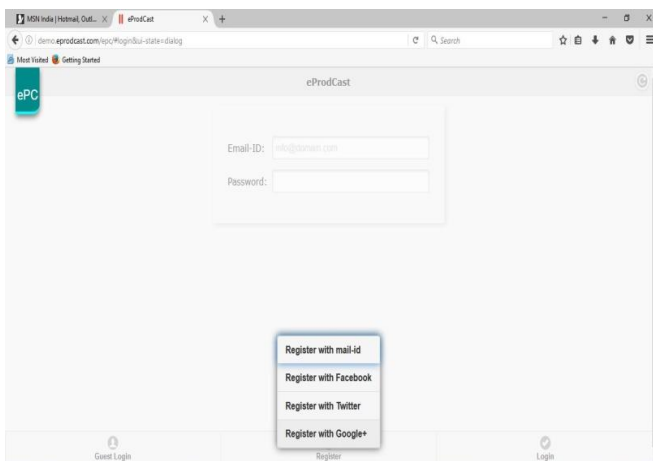 MSN India | Hotmail, Outl...
eProdCast
demo.eprodcast.com/epc/#login&ui-state=dialog
Search
Most Visited
Getting Started
ePC
eProdCast
Email-ID:
info@domain.com
Password:
Register with mail-id
Register with Facebook
Register with Twitter
Register with Google+
Guest Login
Register
Login